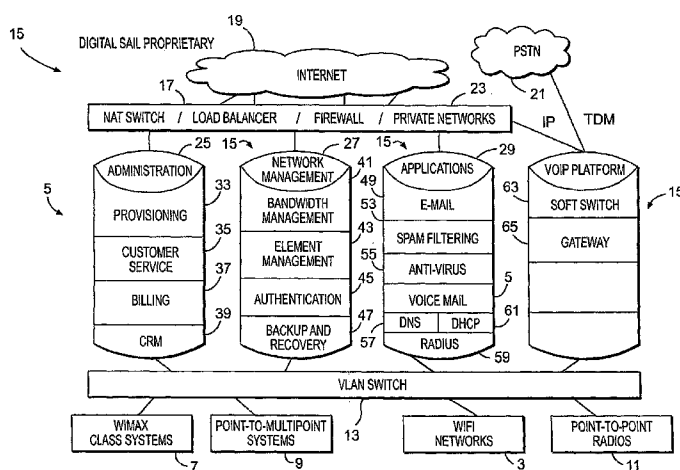 15
DIGITAL SAIL PROPRIETARY
19
INTERNET
PSTN
21
17
23
NAT SWITCH / LOAD BALANCER / FIREWALL / PRIVATE NETWORKS
IP
TDM
25
15
27
15
29
ADMINISTRATION
NETWORK
MANAGEMENT
41
APPLICATIONS
VOIP PLATFORM
5
33
PROVISIONING
BANDWIDTH
MANAGEMENT
49
E-MAIL
63
SOFT SWITCH
15
53
35
CUSTOMER
SERVICE
43
ELEMENT
MANAGEMENT
SPAM FILTERING
65
GATEWAY
55
ANTI-VIRUS
37
BILLING
45
AUTHENTICATION
5
VOICE MAIL
39
CRM
47
BACKUP AND
RECOVERY
DNS
DHCP
61
57
RADIUS
59
VLAN SWITCH
13
WIMAX
CLASS SYSTEMS
POINT-TO-MULTIPOINT
SYSTEMS
WIFI
NETWORKS
POINT-TO-POINT
RADIOS
7
9
3
11